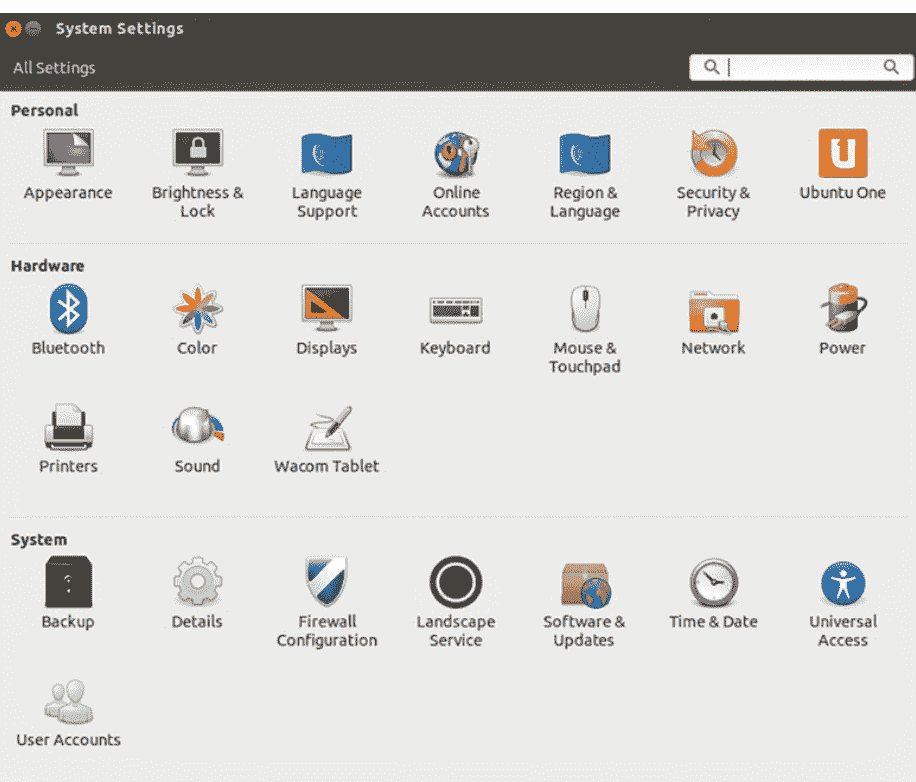 System Settings
All Settings
Personal
Appearance
Brightness &
Lock
Language
Support
Online
Accounts
Region &
Language
Security &
Privacy
Ubuntu One
Hardware
Bluetooth
Color
Displays
Keyboard
Mouse &
Touchpad
Network
Power
Printers
Sound
Wacom Tablet
System
Backup
Details
Firewall
Configuration
Landscape
Service
Software &
Updates
Time & Date
Universal
Access
User Accounts